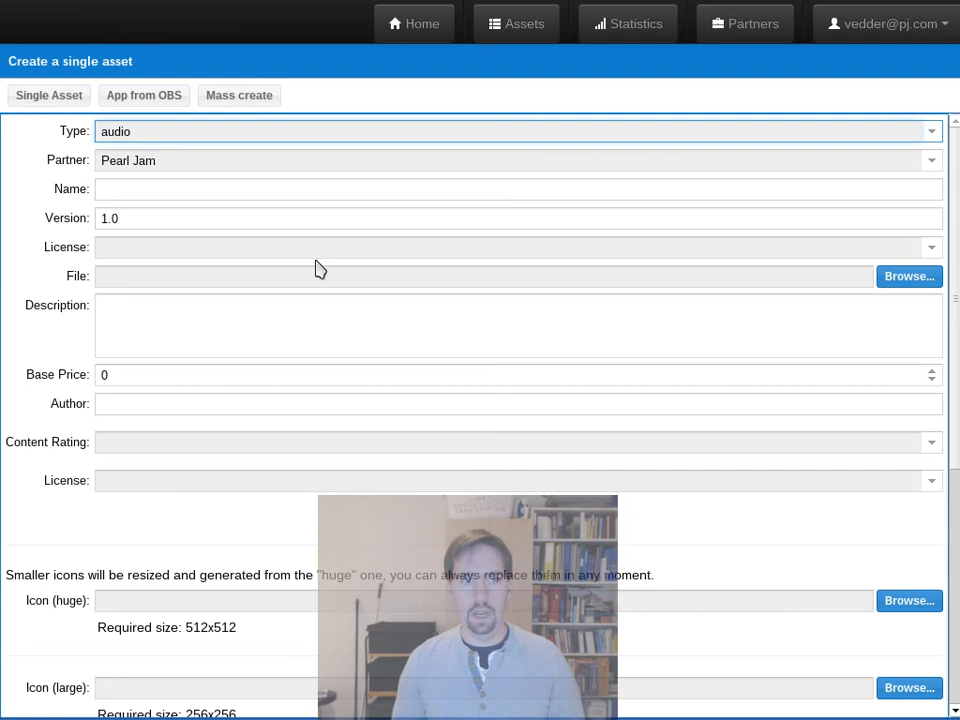 Home Assets Statistics Partners vedder@pj.com
Create a single asset
Single Asset App from OBS Mass create
Type: audio
Partner: Pearl Jam
Name:
Version: 1.0
License:
File: Browse...
Description:
Base Price: 0
Author:
Content Rating:
License:
Smaller icons will be resized and generated from the "huge" one, you can always replace them in any moment.
Icon (huge): Browse...
Required size: 512x512
Icon (large): Browse...
Required size: 256x256